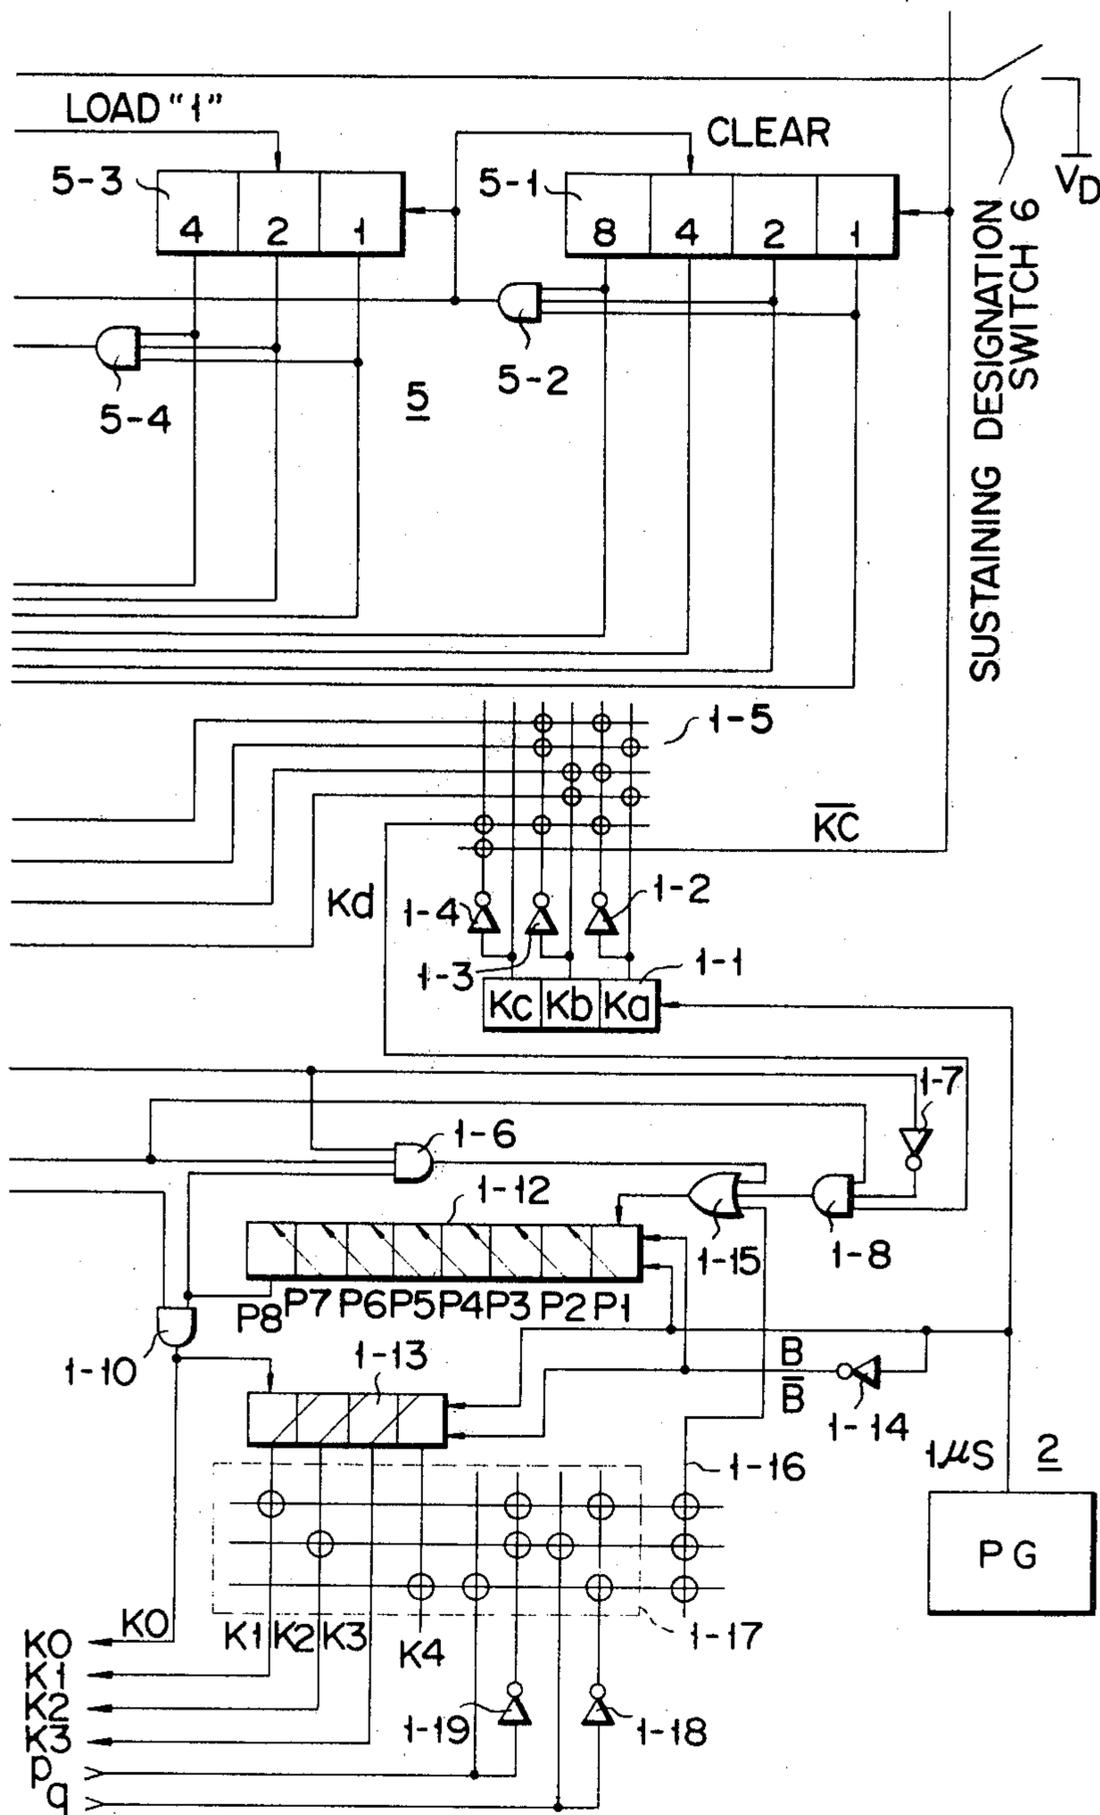 LOAD "1"
CLEAR
V̅D
5-3
4 2 1
5-1
8 4 2 1
SUSTAINING DESIGNATION
SWITCH 6
5-4
5
5-2
1-5
K̅C̅
Kd
1-4
1-2
1-3
1-1
Kc Kb Ka
1-7
1-6
1-12
1-15
1-8
P8 P7 P6 P5 P4 P3 P2 P1
1-10
1-13
B
B̅
1-14
1-16
1μS
2
PG
K0
K1 K2 K3 K4
1-17
K0
K1
K2
K3
p
q
1-19
1-18